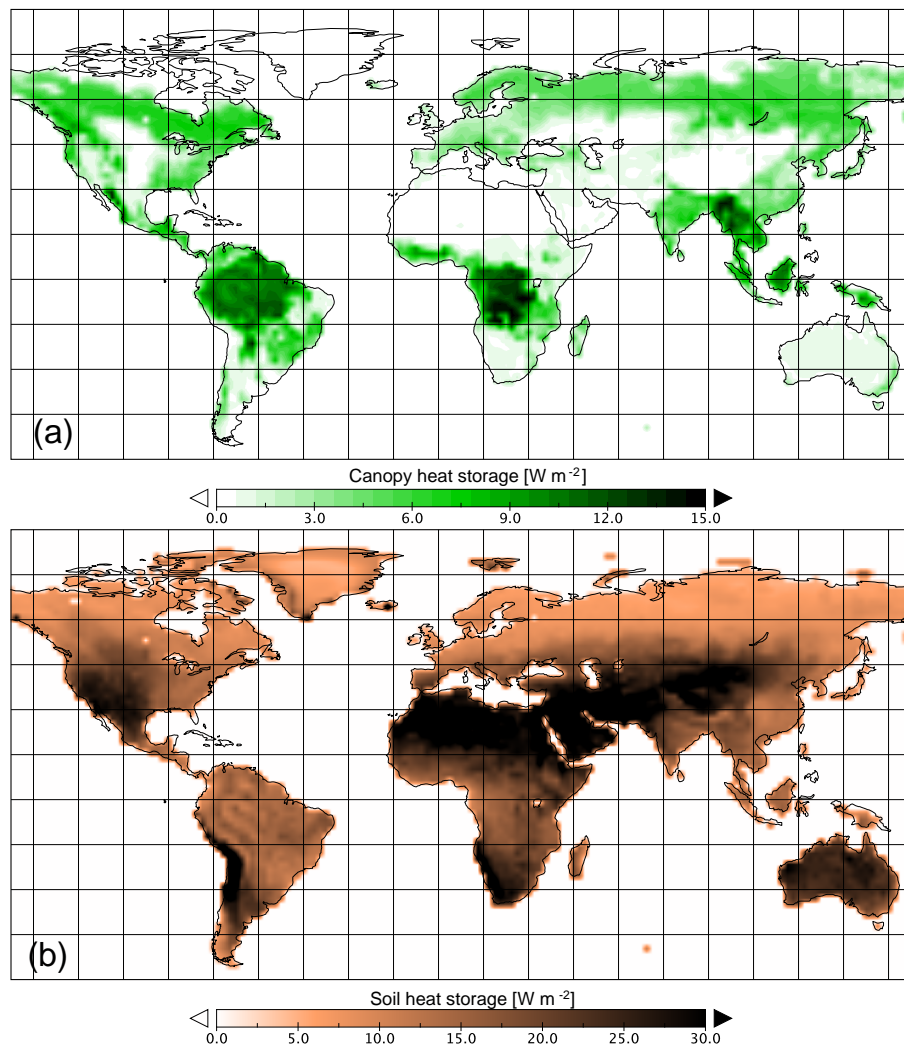 (a)
Canopy heat storage [W m⁻²]
0.0 3.0 6.0 9.0 12.0 15.0
(b)
Soil heat storage [W m⁻²]
0.0 5.0 10.0 15.0 20.0 25.0 30.0